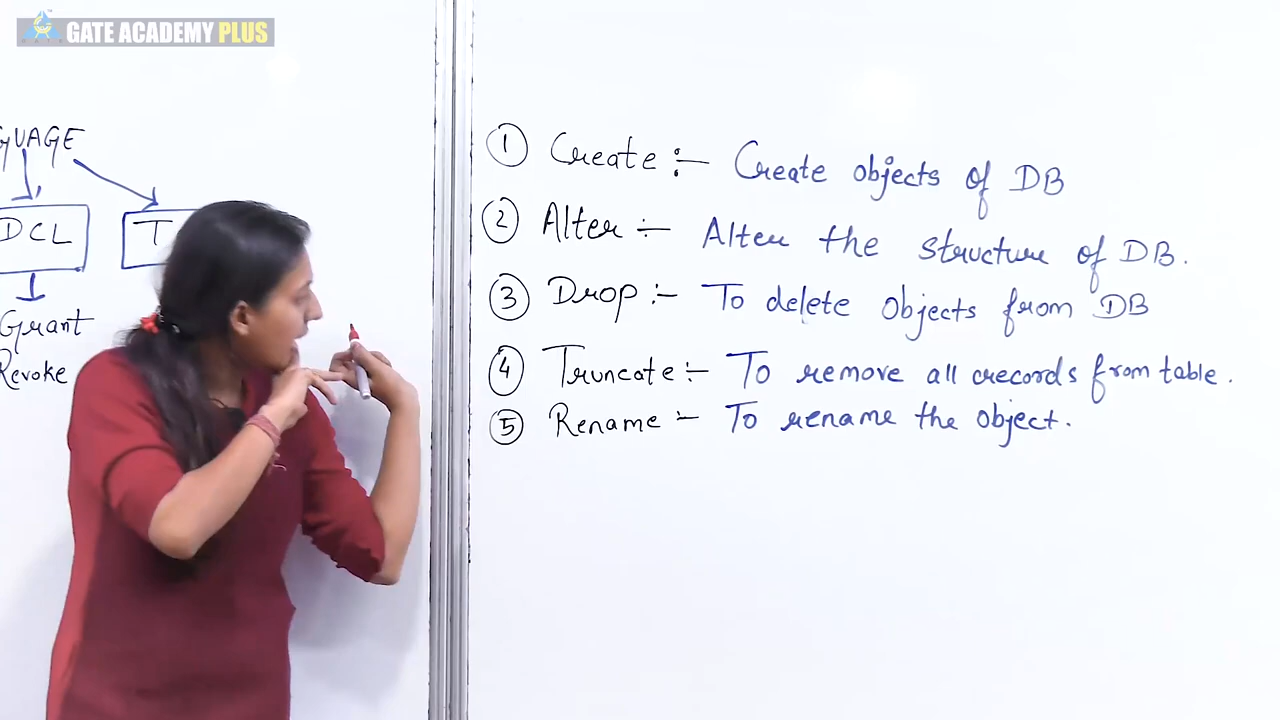 GATE ACADEMY PLUS
GUAGE
DCL
T
Grant
Revoke
① Create :- Create objects of DB
② Alter :- Alter the structure of DB.
③ Drop :- To delete objects from DB
④ Truncate :- To remove all records from table.
⑤ Rename :- To rename the object.